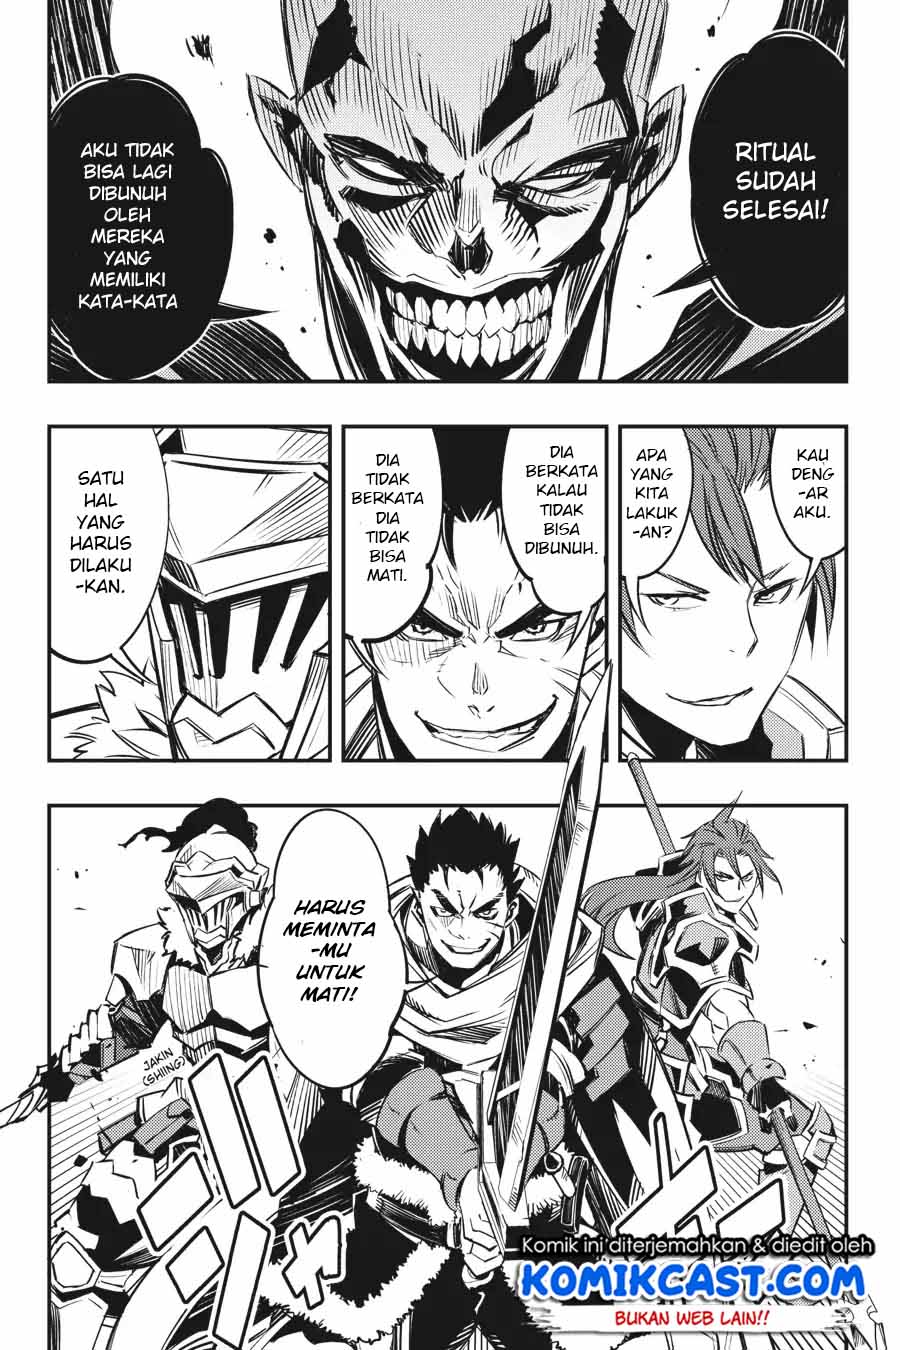 RITUAL
SUDAH
SELESAI!
AKU TIDAK
BISA LAGI
DIBUNUH
OLEH
MEREKA
YANG
MEMILIKI
KATA-KATA
KAU
DENG
-AR
AKU.
APA
YANG
KITA
LAKUK
-AN?
DIA
BERKATA
KALAU
TIDAK
BISA
DIBUNUH.
DIA
TIDAK
BERKATA
DIA
TIDAK
BISA
MATI.
SATU
HAL
YANG
HARUS
DILAKU
-KAN.
HARUS
MEMINTA
-MU
UNTUK
MATI!
JAKIN
(SHIING)
Komik ini diterjemahkan & diedit oleh
KOMIKCAST.COM
BUKAN WEB LAIN!!